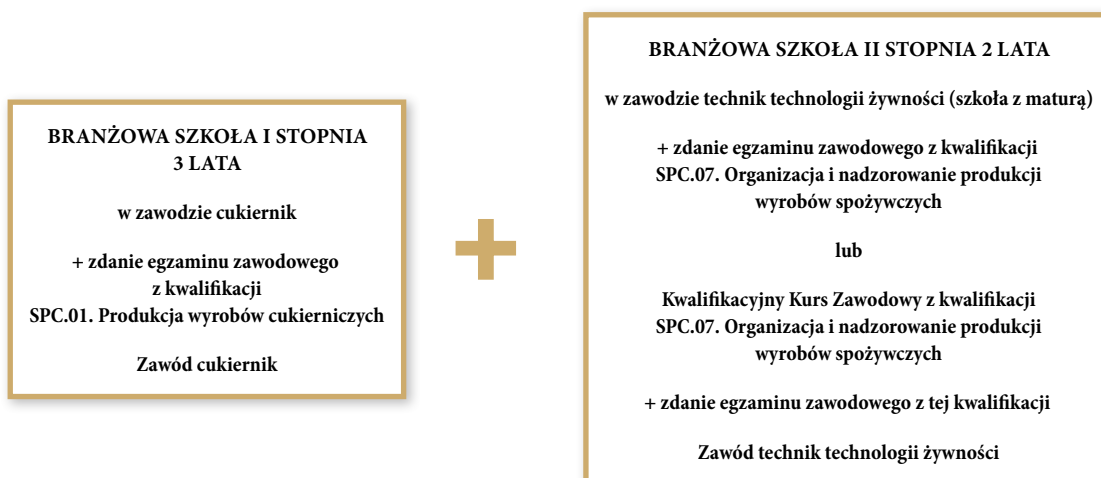 BRANŻOWA SZKOŁA I STOPNIA
3 LATA
w zawodzie cukiernik
+ zdanie egzaminu zawodowego
z kwalifikacji
SPC.01. Produkcja wyrobów cukierniczych
Zawód cukiernik
+
BRANŻOWA SZKOŁA II STOPNIA 2 LATA
w zawodzie technik technologii żywności (szkoła z maturą)
+ zdanie egzaminu zawodowego z kwalifikacji
SPC.07. Organizacja i nadzorowanie produkcji
wyrobów spożywczych
lub
Kwalifikacyjny Kurs Zawodowy z kwalifikacji
SPC.07. Organizacja i nadzorowanie produkcji
wyrobów spożywczych
+ zdanie egzaminu zawodowego z tej kwalifikacji
Zawód technik technologii żywności